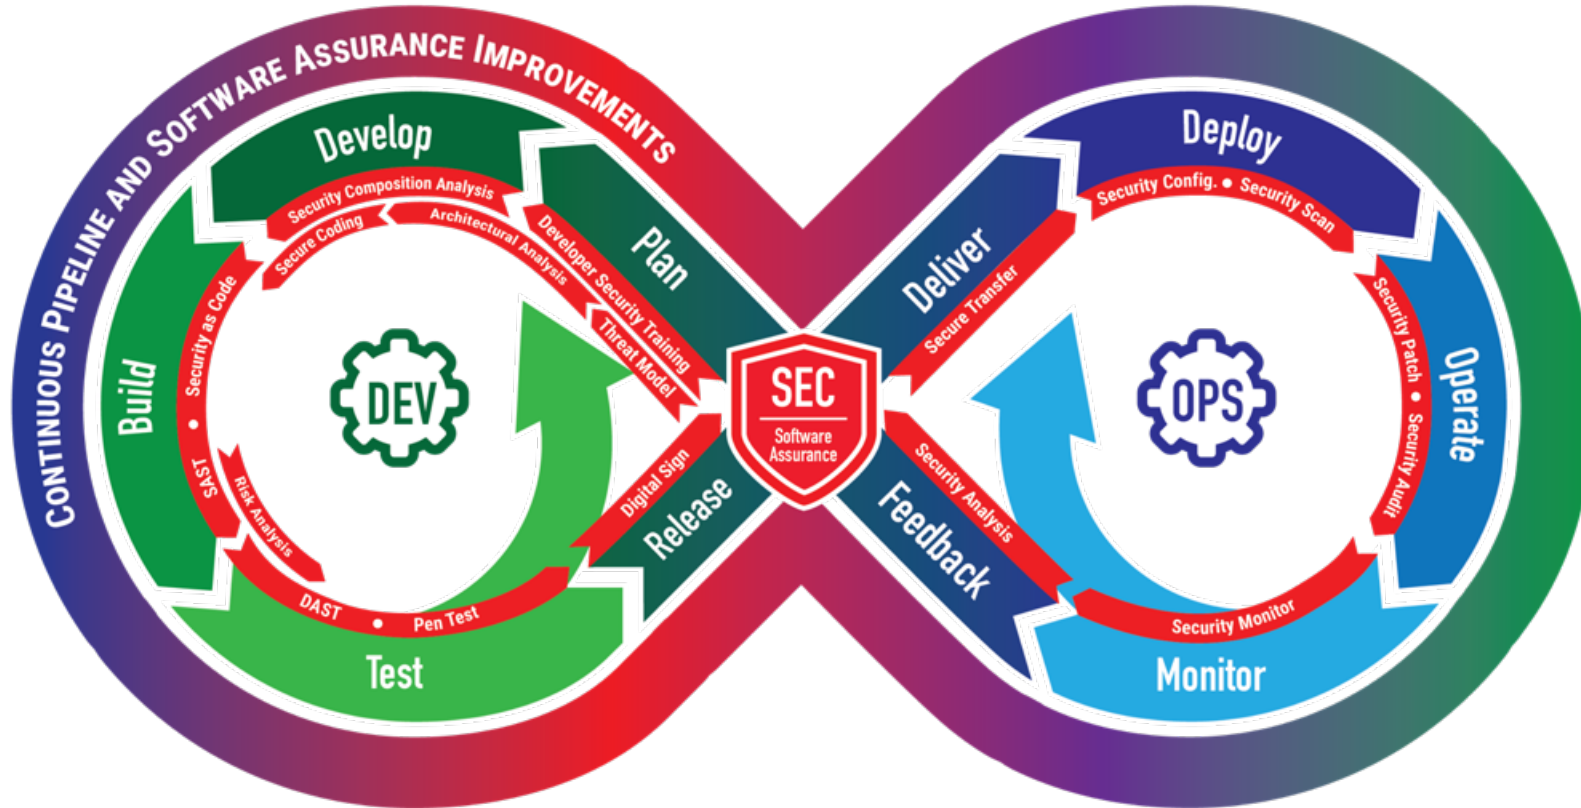 CONTINUOUS PIPELINE AND SOFTWARE ASSURANCE IMPROVEMENTS
Plan
Developer Security Training
Threat Model
Develop
Security Composition Analysis
Architectural Analysis
Secure Coding
Build
Security as Code • SAST
Risk Analysis
Test
DAST • Pen Test
Release
Digital Sign
DEV
SEC
Software
Assurance
Deliver
Secure Transfer
Deploy
Security Config. • Security Scan
Operate
Security Patch • Security Audit
Monitor
Security Monitor
Feedback
Security Analysis
OPS